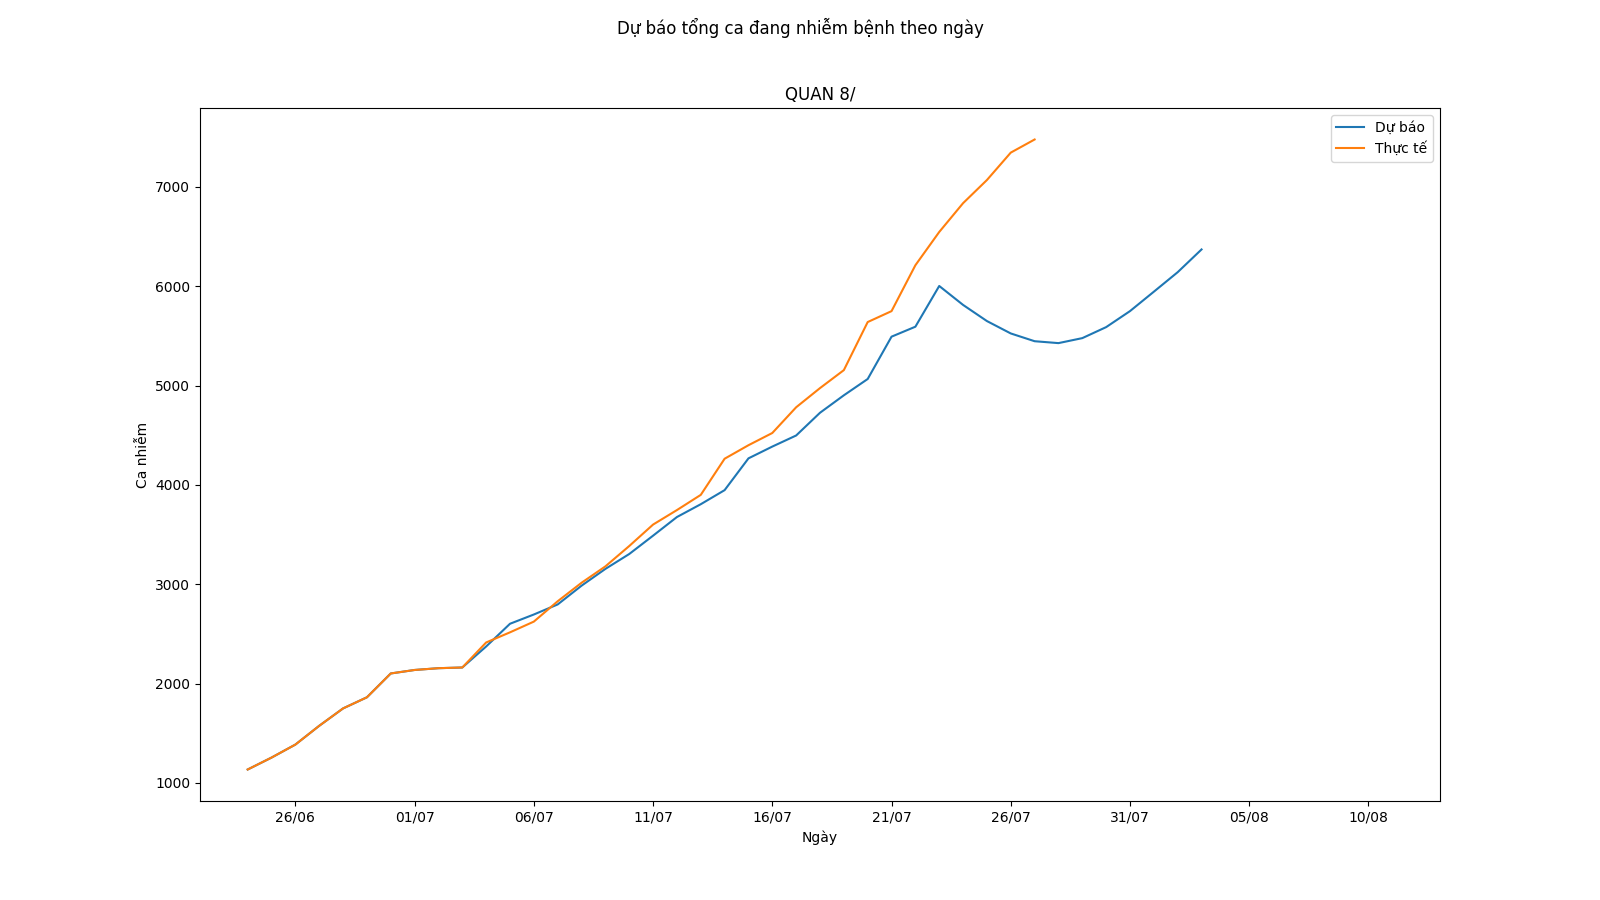 Dự báo tổng ca đang nhiễm bệnh theo ngày
QUAN 8/
Dự báo
Thực tế
7000
6000
5000
4000
3000
2000
1000
Ca nhiễm
26/06 01/07 06/07 11/07 16/07 21/07 26/07 31/07 05/08 10/08
Ngày